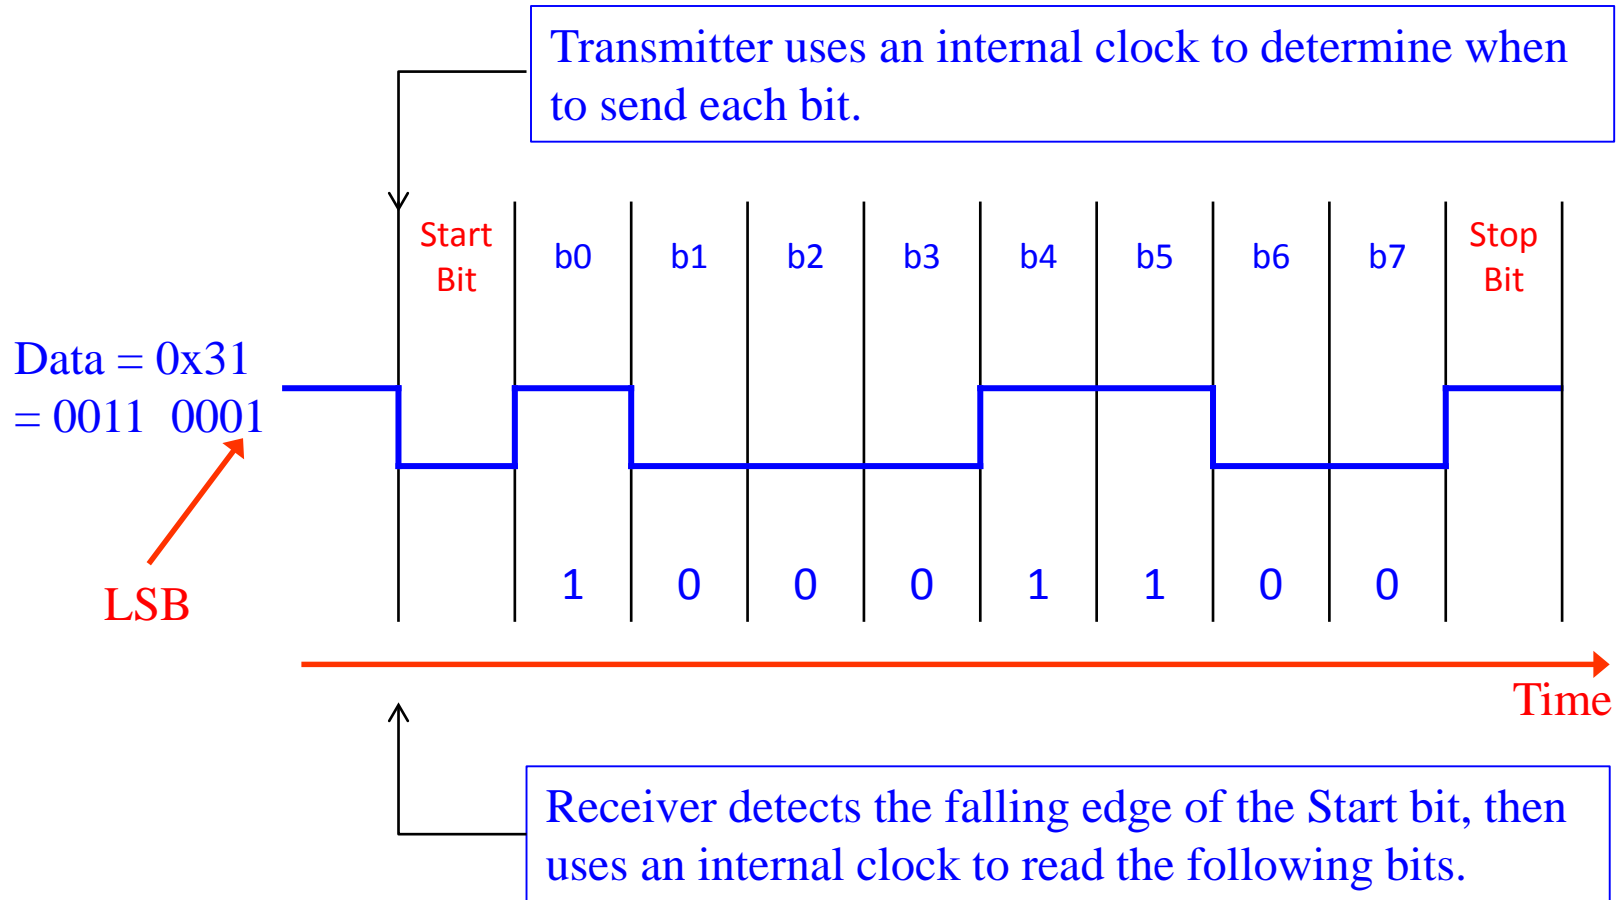 Transmitter uses an internal clock to determine when
to send each bit.
Start
Bit
b0
b1
b2
b3
b4
b5
b6
b7
Stop
Bit
Data = 0x31
= 0011 0001
LSB
1
0
0
0
1
1
0
0
Time
Receiver detects the falling edge of the Start bit, then
uses an internal clock to read the following bits.